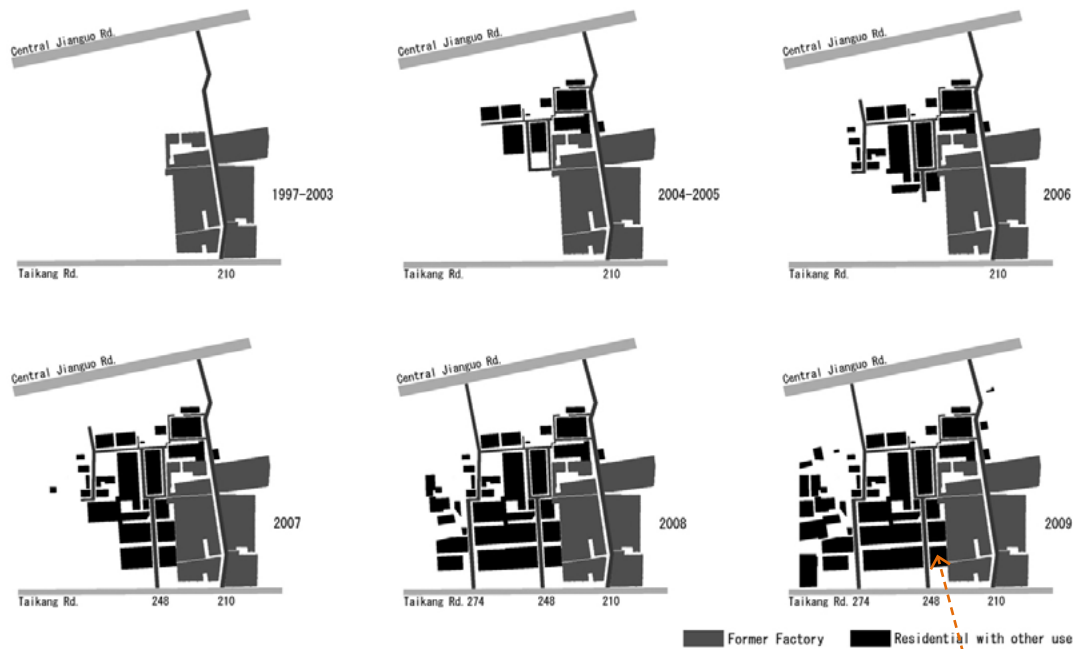 Central Jianguo Rd.
1997-2003
Taikang Rd.
210
Central Jianguo Rd.
2004-2005
Taikang Rd.
210
Central Jianguo Rd.
2006
Taikang Rd.
210
Central Jianguo Rd.
2007
Taikang Rd.
248
210
Central Jianguo Rd.
2008
Taikang Rd. 274
248
210
Central Jianguo Rd.
2009
Taikang Rd. 274
248
210
Former Factory
Residential with other use